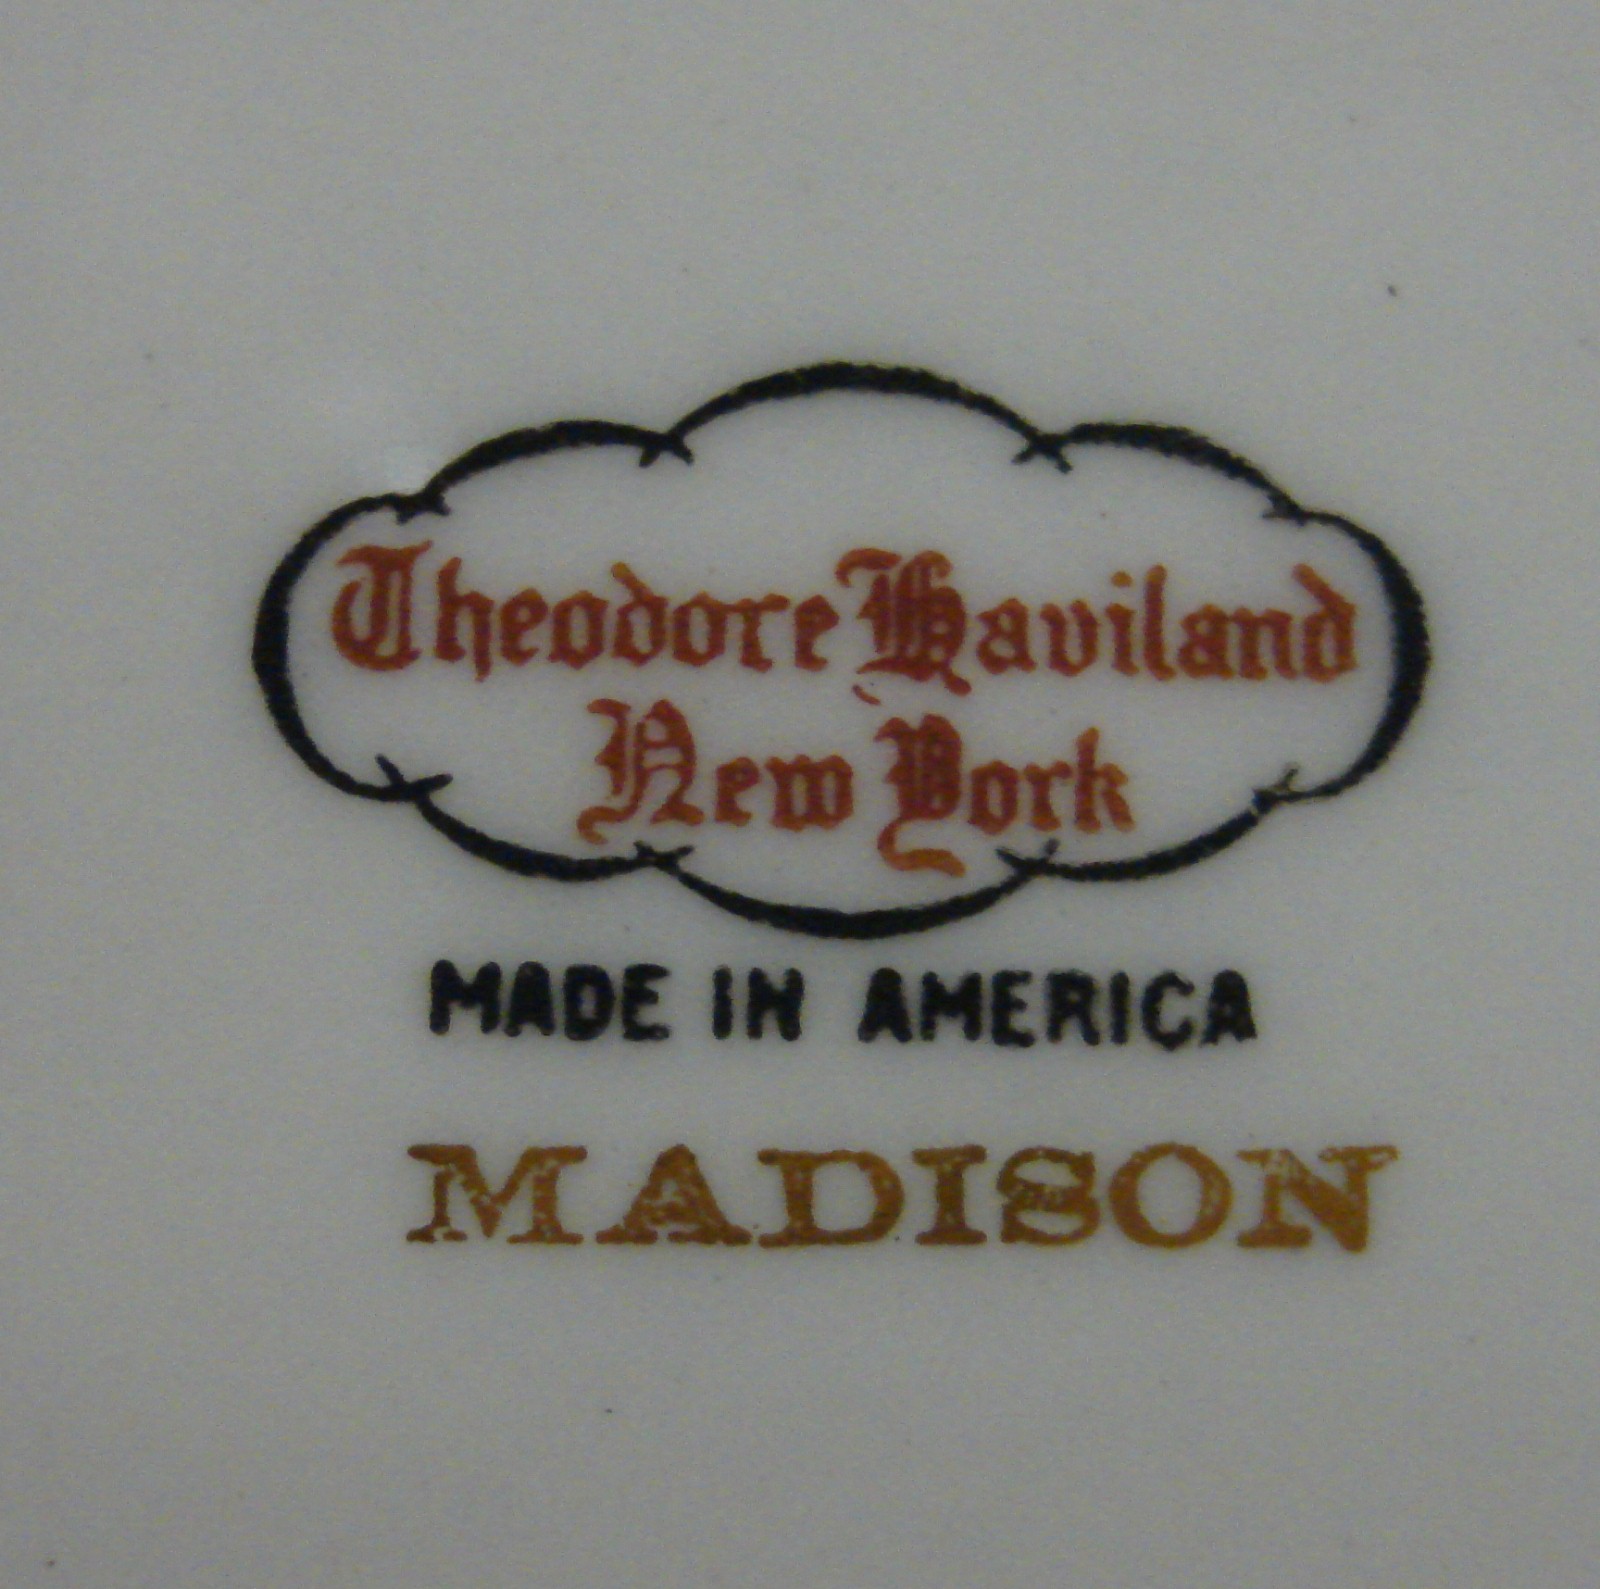 Theodore Haviland
New York
MADE IN AMERICA
MADISON